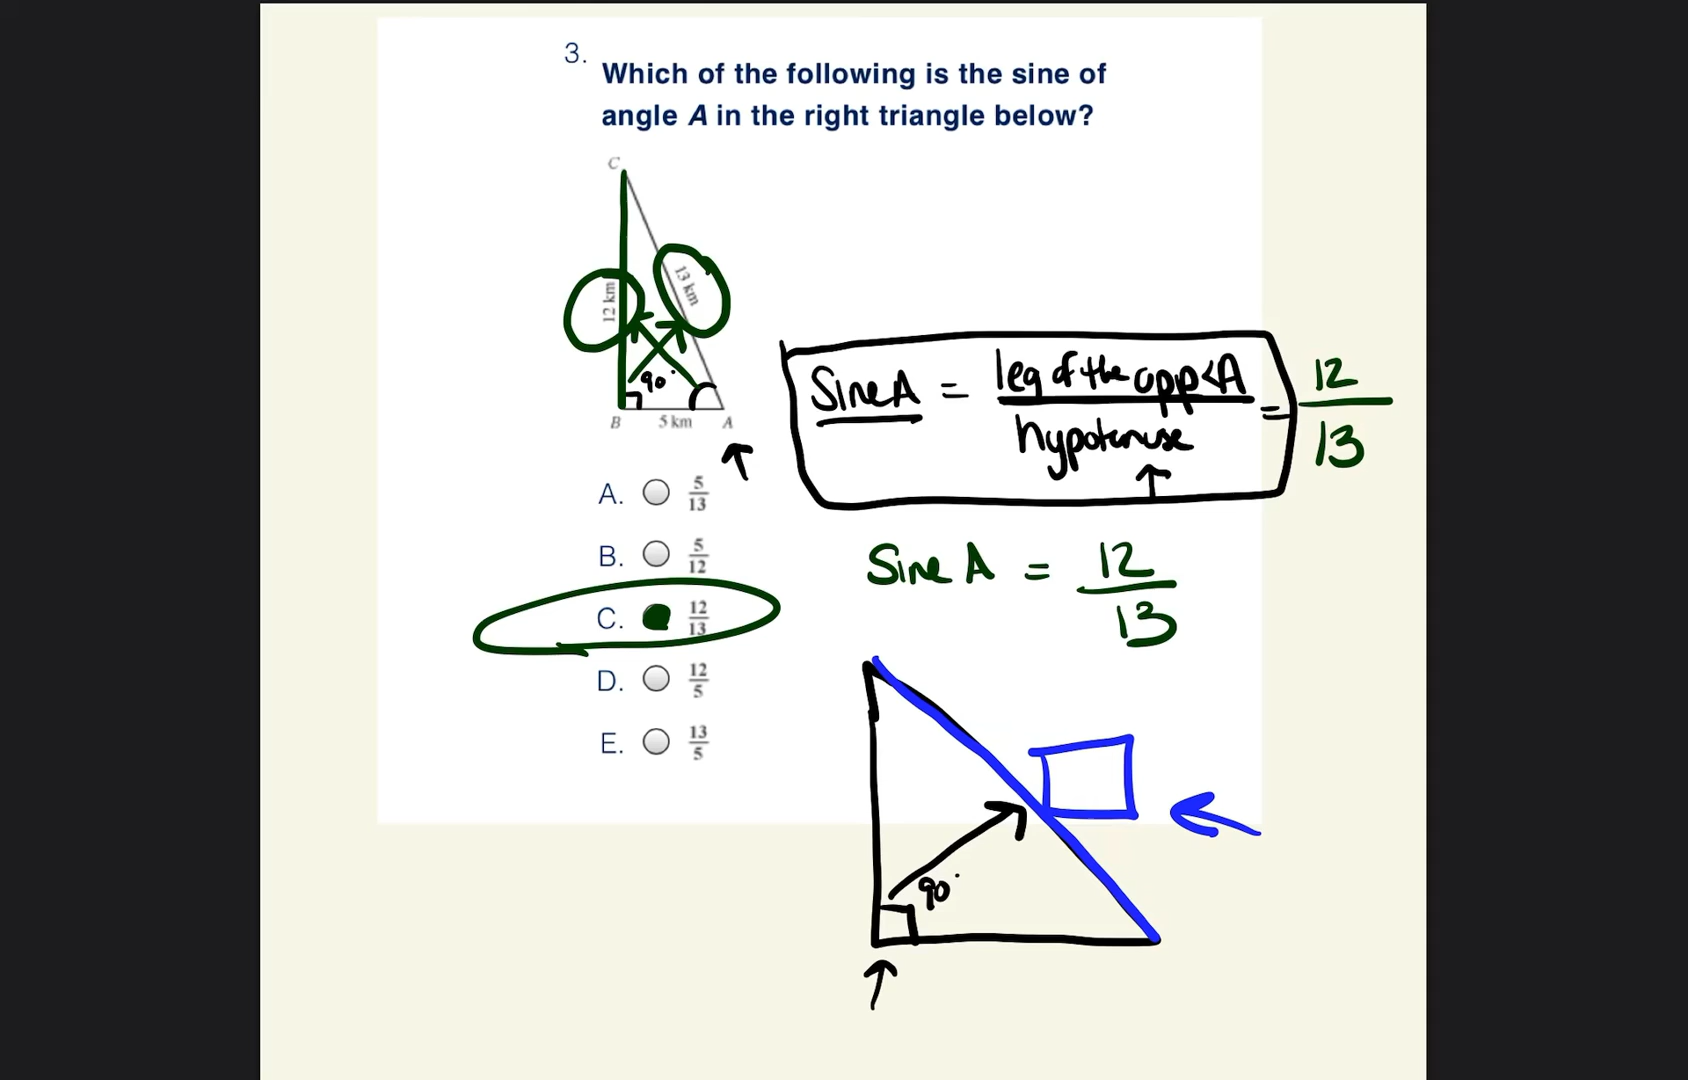 3.
Which of the following is the sine of
angle A in the right triangle below?
C
12 km
13 km
90°
B
5 km
A
Sine A = leg of the opp<A / hypotenuse = 12 / 13
A. 5/13
B. 5/12
C. 12/13
D. 12/5
E. 13/5
Sine A = 12 / 13
90°